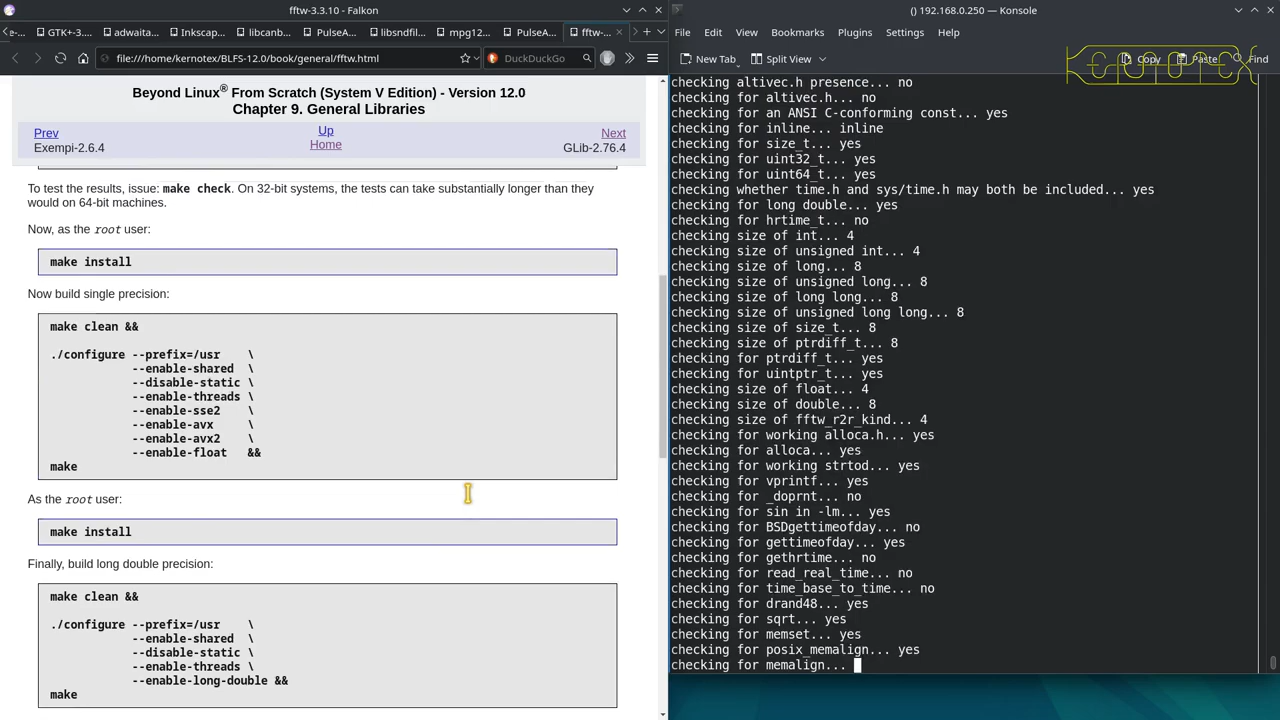 fftw-3.3.10 - Falkon
e-...
GTK+-3....
adwaita...
Inkscap...
libcanb...
PulseA...
libsndfil...
mpg12...
PulseA...
fftw-...
file:///home/kernotex/BLFS-12.0/book/general/fftw.html
DuckDuckGo
Beyond Linux® From Scratch (System V Edition) - Version 12.0
Chapter 9. General Libraries
Prev
Up
Next
Exempi-2.6.4
Home
GLib-2.76.4
To test the results, issue: make check. On 32-bit systems, the tests can take substantially longer than they
would on 64-bit machines.
Now, as the root user:
make install
Now build single precision:
make clean &&
./configure --prefix=/usr    \
--enable-shared  \
--disable-static \
--enable-threads \
--enable-sse2    \
--enable-avx     \
--enable-avx2    \
--enable-float   &&
make
As the root user:
make install
Finally, build long double precision:
make clean &&
./configure --prefix=/usr    \
--enable-shared  \
--disable-static \
--enable-threads \
--enable-long-double &&
make
() 192.168.0.250 — Konsole
File Edit View Bookmarks Plugins Settings Help
New Tab
Split View
Copy
Paste
Find
checking altivec.h presence... no
checking for altivec.h... no
checking for an ANSI C-conforming const... yes
checking for inline... inline
checking for size_t... yes
checking for uint32_t... yes
checking for uint64_t... yes
checking whether time.h and sys/time.h may both be included... yes
checking for long double... yes
checking for hrtime_t... no
checking size of int... 4
checking size of unsigned int... 4
checking size of long... 8
checking size of unsigned long... 8
checking size of long long... 8
checking size of unsigned long long... 8
checking size of size_t... 8
checking size of ptrdiff_t... 8
checking for ptrdiff_t... yes
checking for uintptr_t... yes
checking size of float... 4
checking size of double... 8
checking size of fftw_r2r_kind... 4
checking for working alloca.h... yes
checking for alloca... yes
checking for working strtod... yes
checking for vprintf... yes
checking for _doprnt... no
checking for sin in -lm... yes
checking for BSDgettimeofday... no
checking for gettimeofday... yes
checking for gethrtime... no
checking for read_real_time... no
checking for time_base_to_time... no
checking for drand48... yes
checking for sqrt... yes
checking for memset... yes
checking for posix_memalign... yes
checking for memalign...